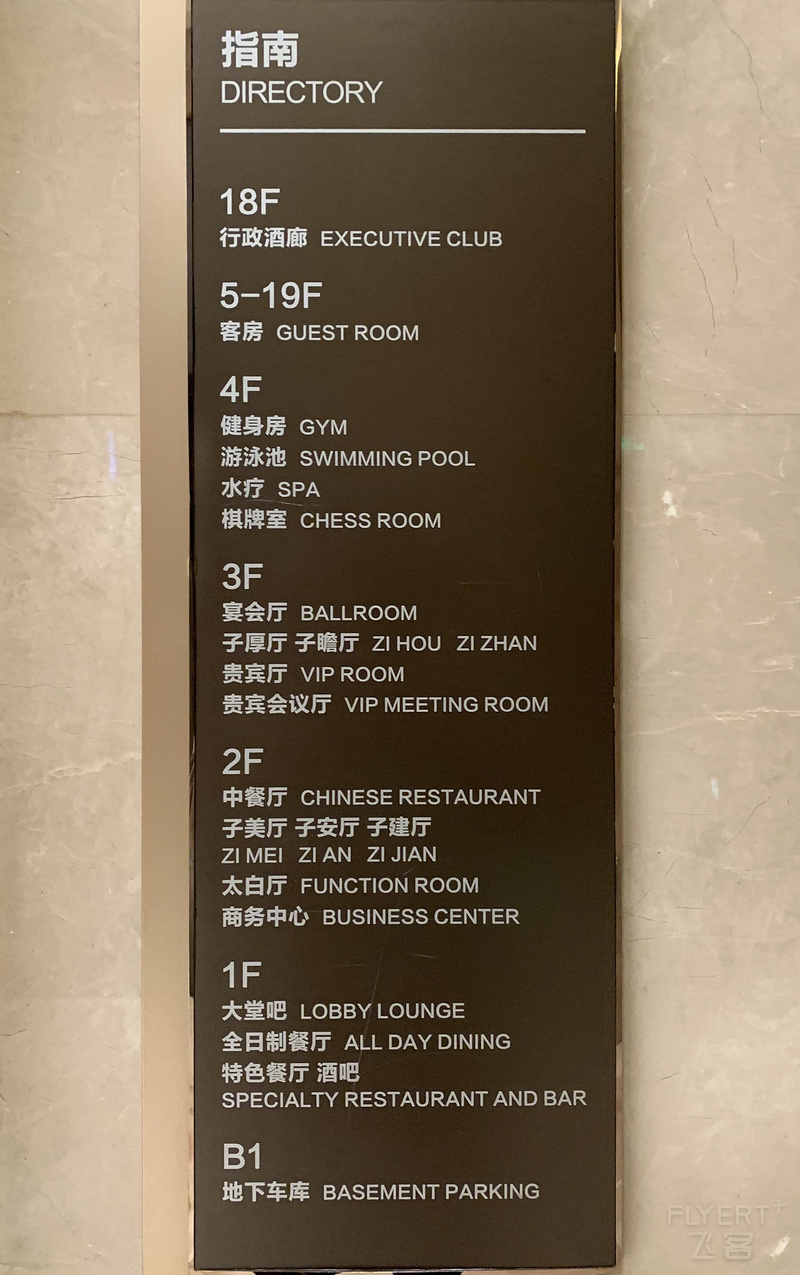 指南
DIRECTORY
18F
行政酒廊 EXECUTIVE CLUB
5-19F
客房 GUEST ROOM
4F
健身房 GYM
游泳池 SWIMMING POOL
水疗 SPA
棋牌室 CHESS ROOM
3F
宴会厅 BALLROOM
子厚厅 子瞻厅 ZI HOU ZI ZHAN
贵宾厅 VIP ROOM
贵宾会议厅 VIP MEETING ROOM
2F
中餐厅 CHINESE RESTAURANT
子美厅 子安厅 子建厅
ZI MEI ZI AN ZI JIAN
太白厅 FUNCTION ROOM
商务中心 BUSINESS CENTER
1F
大堂吧 LOBBY LOUNGE
全日制餐厅 ALL DAY DINING
特色餐厅 酒吧
SPECIALTY RESTAURANT AND BAR
B1
地下车库 BASEMENT PARKING
FLYERT+
飞客